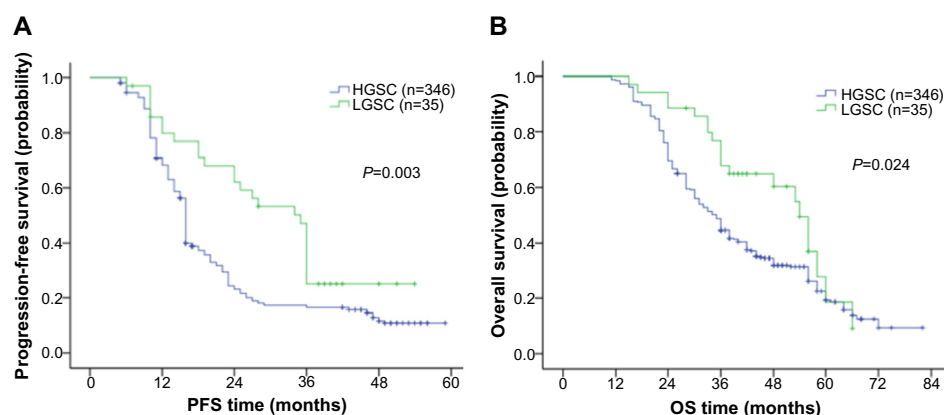 A
Progression-free survival (probability)
1.0
0.8
0.6
0.4
0.2
0.0
HGSC (n=346)
LGSC (n=35)
P=0.003
0 12 24 36 48 60
PFS time (months)
B
Overall survival (probability)
1.0
0.8
0.6
0.4
0.2
0.0
HGSC (n=346)
LGSC (n=35)
P=0.024
0 12 24 36 48 60 72 84
OS time (months)